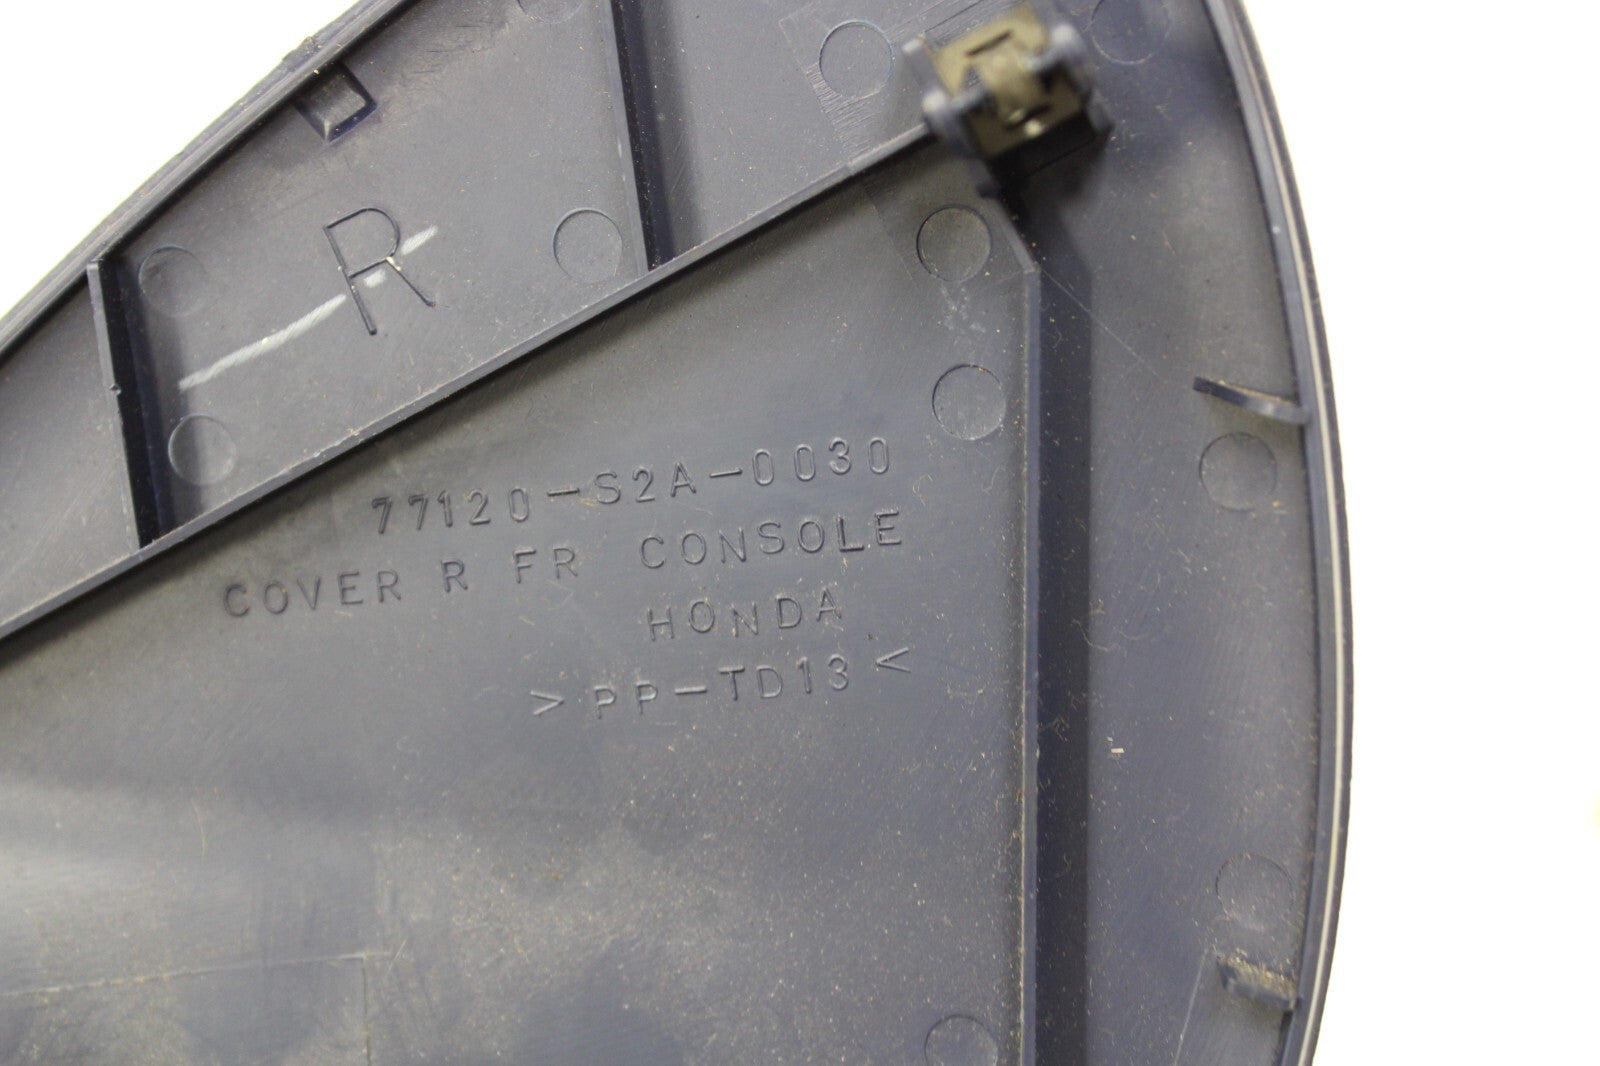 R
77120-S2A-0030
COVER R FR CONSOLE
HONDA
>PP-TD13<